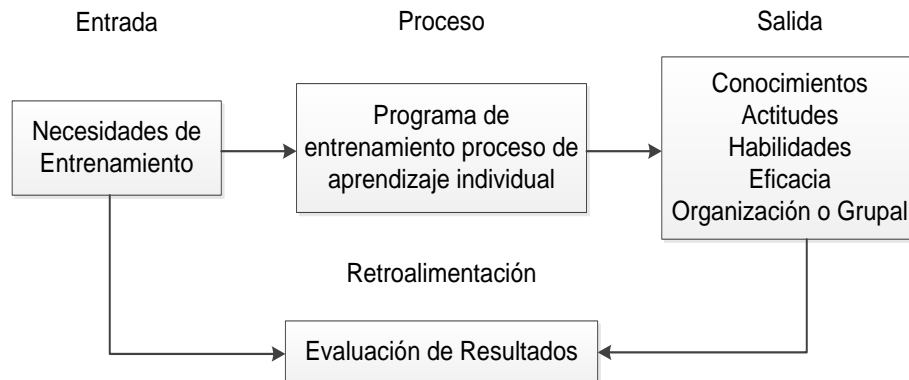 Entrada
Proceso
Salida
Necesidades de
Entrenamiento
Programa de
entrenamiento proceso de
aprendizaje individual
Conocimientos
Actitudes
Habilidades
Eficacia
Organización o Grupal
Retroalimentación
Evaluación de Resultados